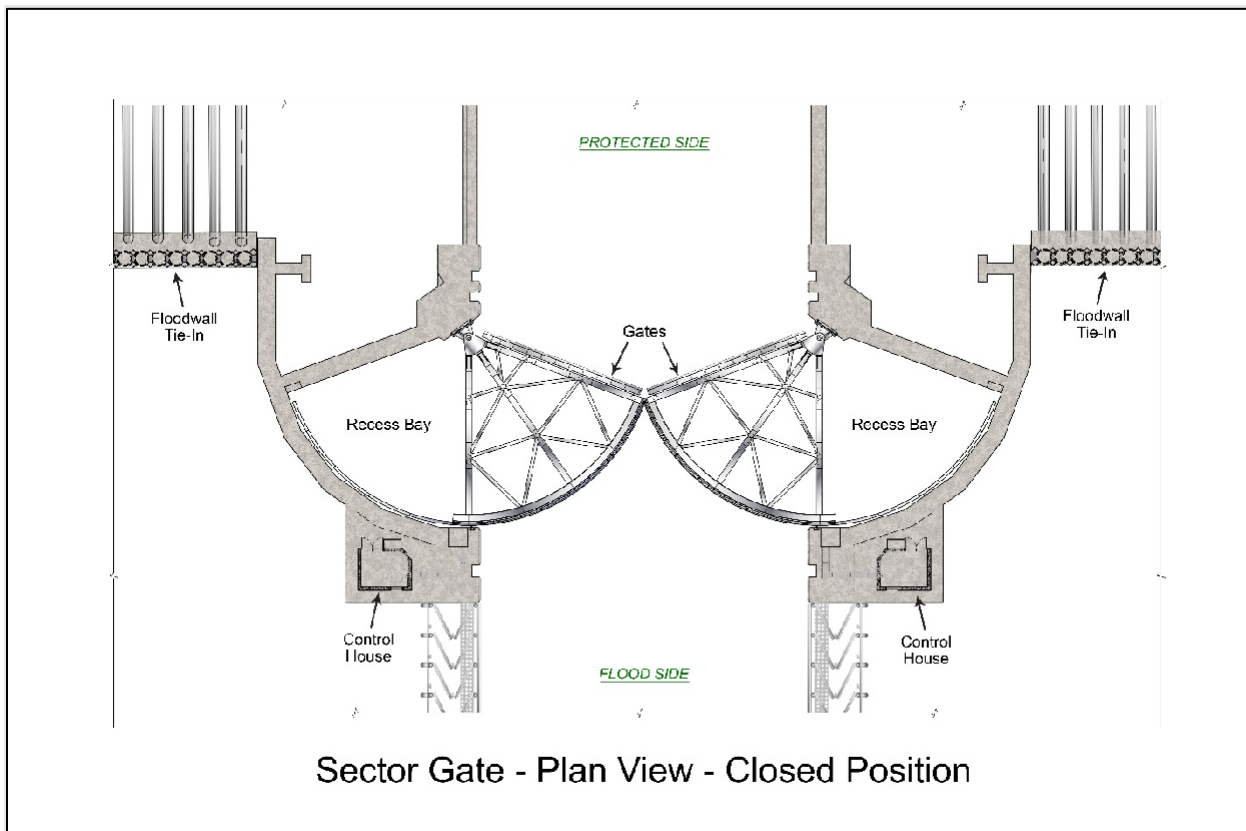 PROTECTED SIDE
Floodwall
Tie-In
Gates
Floodwall
Tie-In
Recess Bay
Recess Bay
Control
House
Control
House
FLOOD SIDE
Sector Gate - Plan View - Closed Position